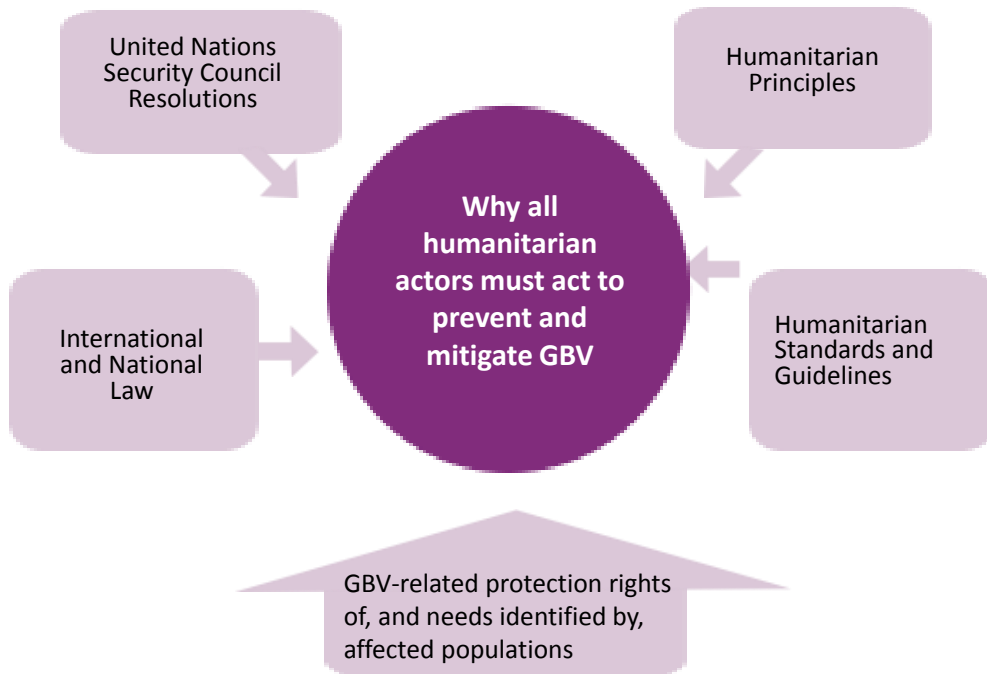 United Nations
Security Council
Resolutions
Humanitarian
Principles
Why all
humanitarian
actors must act to
prevent and
mitigate GBV
International
and National
Law
Humanitarian
Standards and
Guidelines
GBV-related protection rights
of, and needs identified by,
affected populations